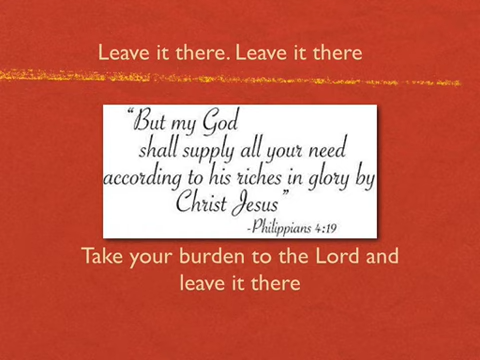 Leave it there. Leave it there
“But my God
shall supply all your need
according to his riches in glory by
Christ Jesus”
-Philippians 4:19
Take your burden to the Lord and
leave it there